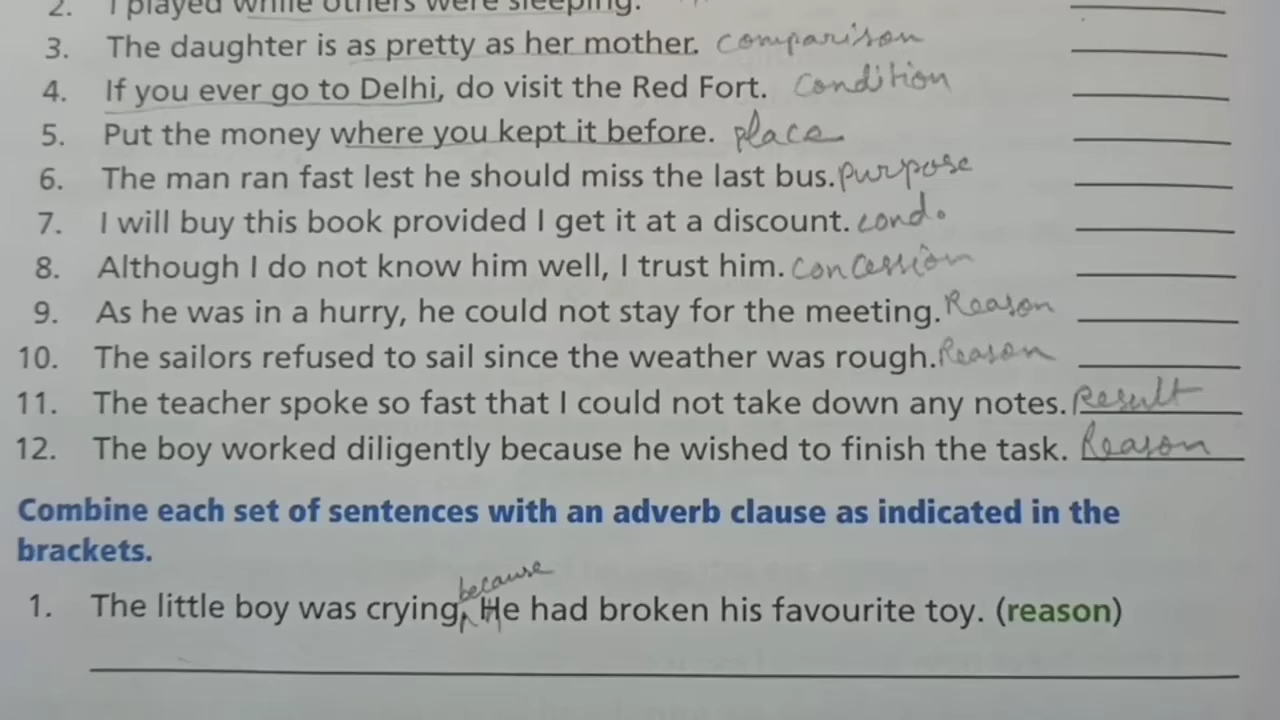 2. I played while others were sleeping.
3. The daughter is as pretty as her mother. comparison
4. If you ever go to Delhi, do visit the Red Fort. Condition
5. Put the money where you kept it before. place
6. The man ran fast lest he should miss the last bus. purpose
7. I will buy this book provided I get it at a discount. cond.
8. Although I do not know him well, I trust him. concession
9. As he was in a hurry, he could not stay for the meeting. Reason
10. The sailors refused to sail since the weather was rough. Reason
11. The teacher spoke so fast that I could not take down any notes. Result
12. The boy worked diligently because he wished to finish the task. Reason
Combine each set of sentences with an adverb clause as indicated in the
brackets.
because
1. The little boy was crying. He had broken his favourite toy. (reason)